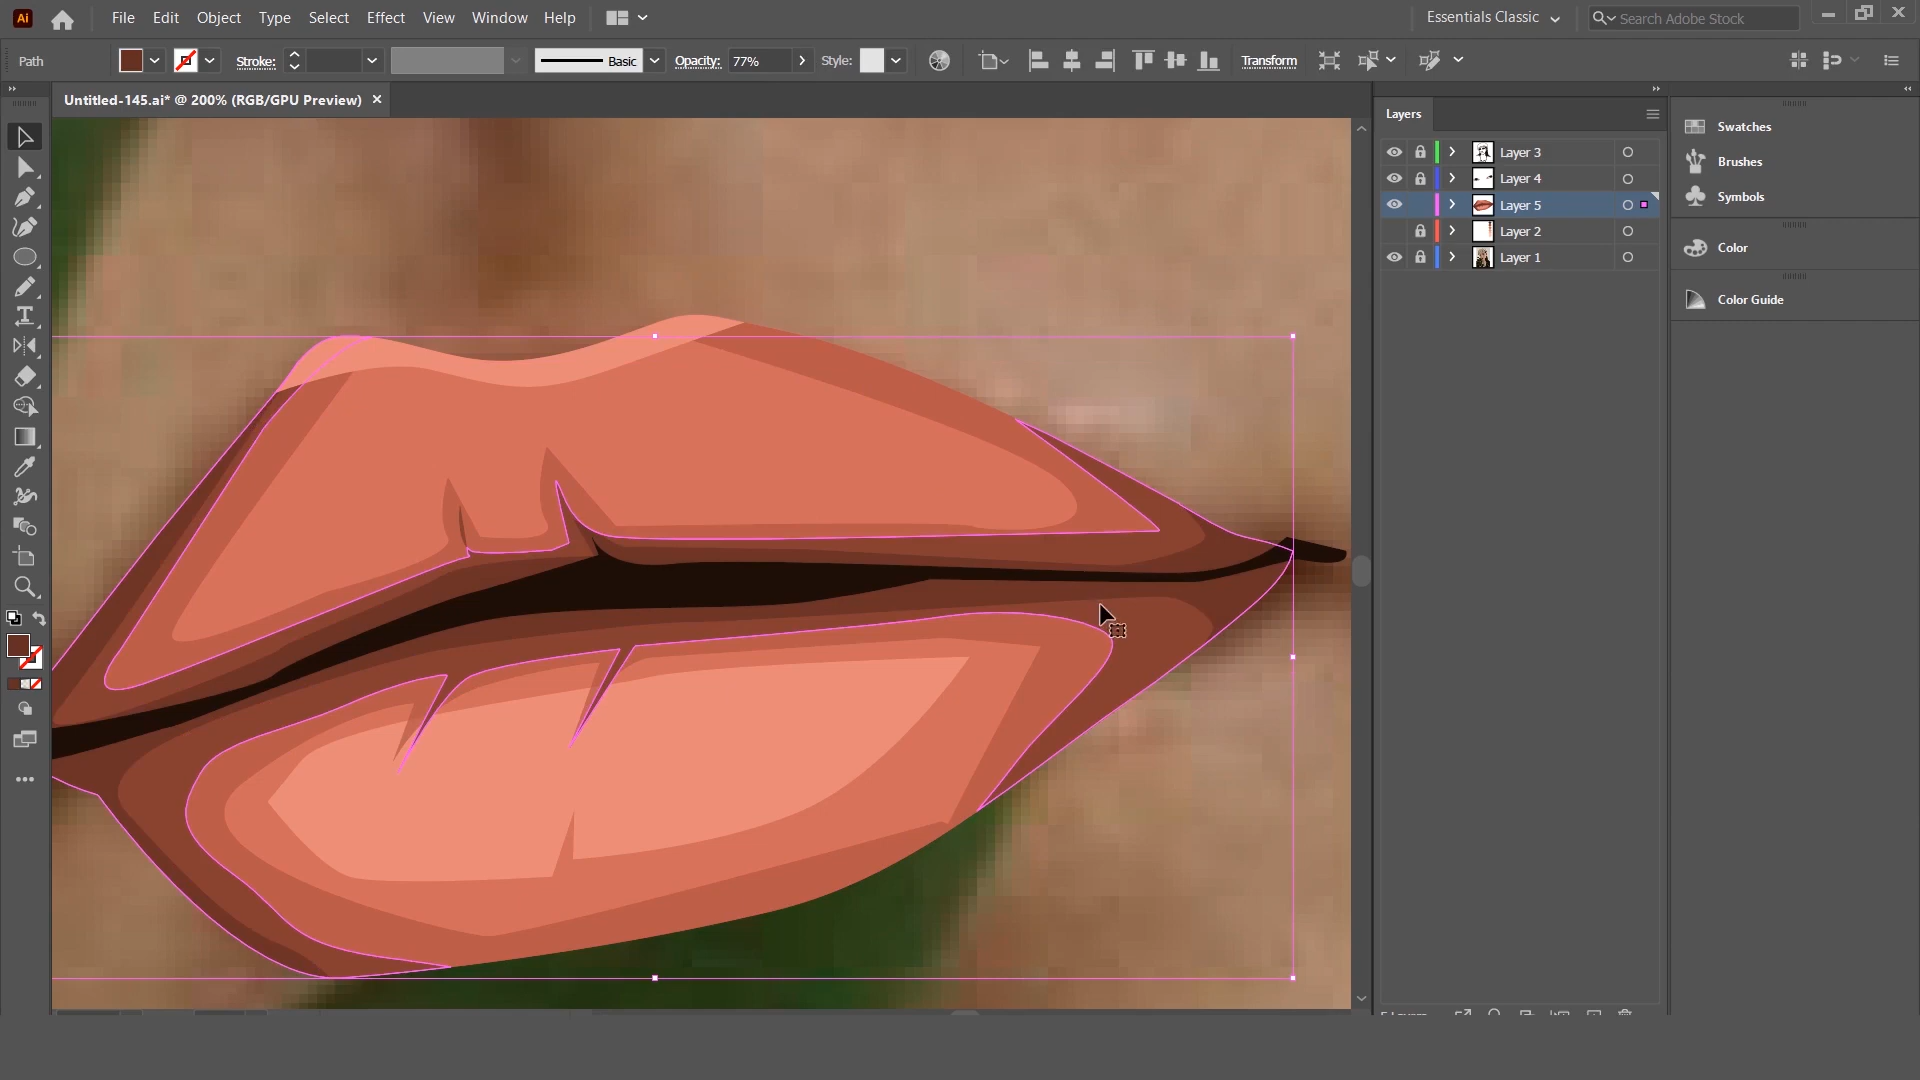 Ai File Edit Object Type Select Effect View Window Help Essentials Classic Search Adobe Stock
Path Stroke: Basic Opacity: 77% Style: Transform
Untitled-145.ai* @ 200% (RGB/GPU Preview) ×
Layers
Layer 3
Layer 4
Layer 5
Layer 2
Layer 1
Swatches
Brushes
Symbols
Color
Color Guide